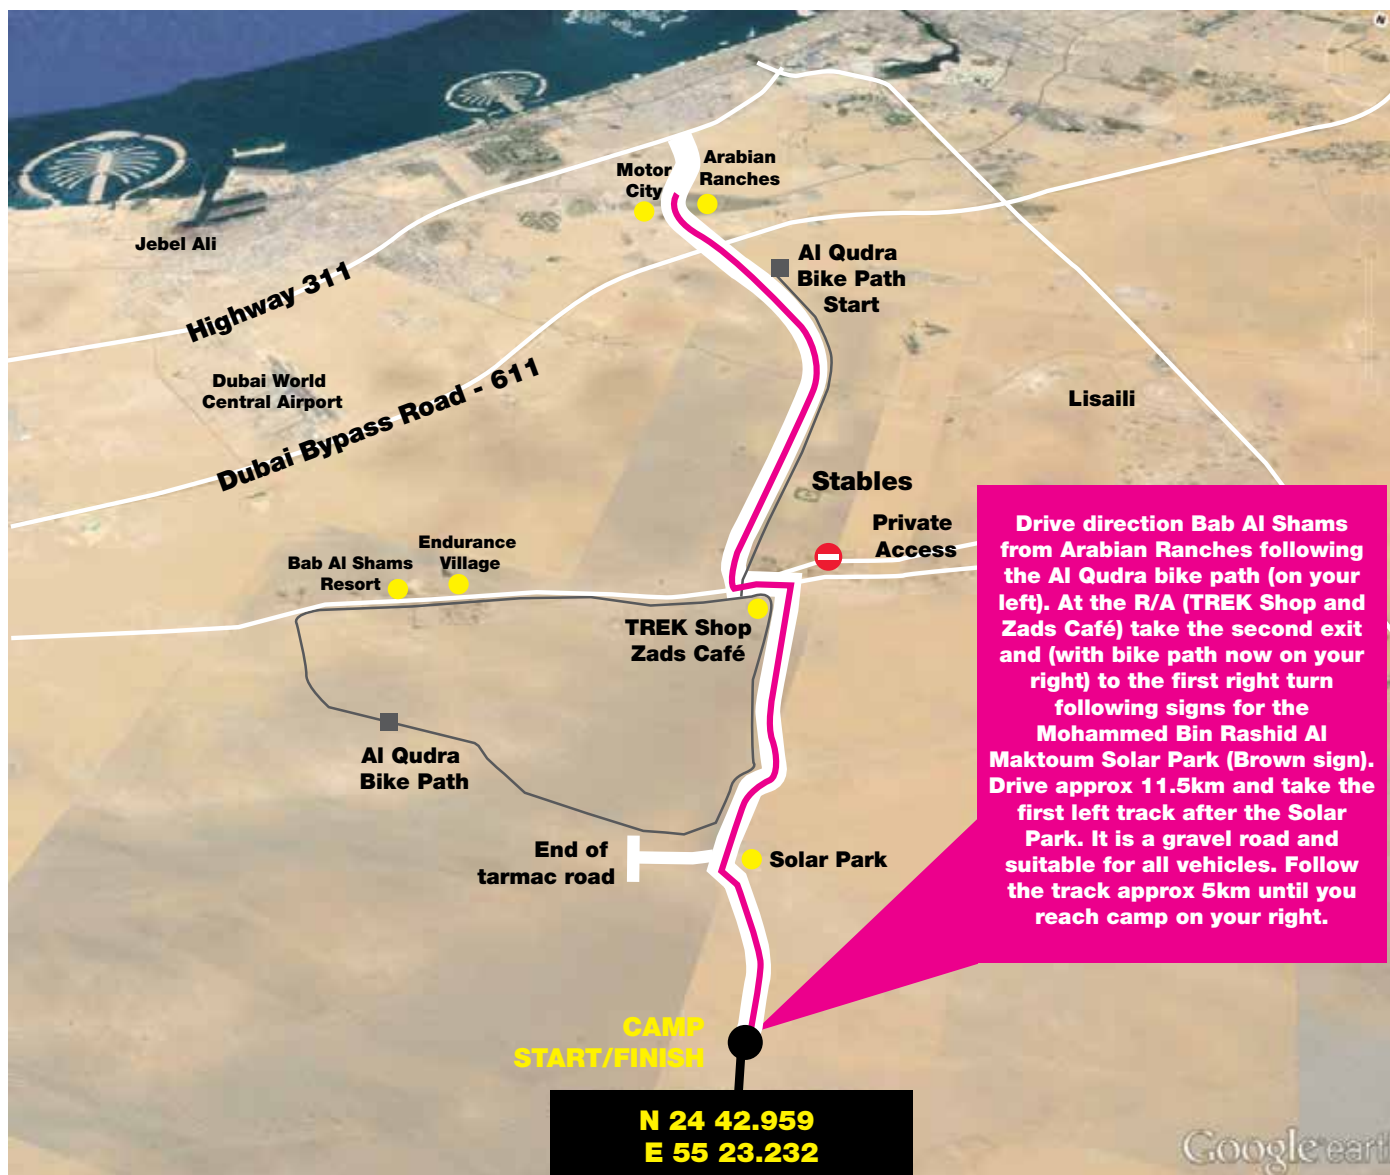 N
Motor
City
Arabian
Ranches
Jebel Ali
Highway 311
Al Qudra
Bike Path
Start
Dubai World
Central Airport
Dubai Bypass Road - 611
Lisaili
Stables
Private
Access
Endurance
Village
Bab Al Shams
Resort
TREK Shop
Zads Café
Al Qudra
Bike Path
End of
tarmac road
Solar Park
Drive direction Bab Al Shams
from Arabian Ranches following
the Al Qudra bike path (on your
left). At the R/A (TREK Shop and
Zads Café) take the second exit
and (with bike path now on your
right) to the first right turn
following signs for the
Mohammed Bin Rashid Al
Maktoum Solar Park (Brown sign).
Drive approx 11.5km and take the
first left track after the Solar
Park. It is a gravel road and
suitable for all vehicles. Follow
the track approx 5km until you
reach camp on your right.
CAMP
START/FINISH
N 24 42.959
E 55 23.232
Google eart